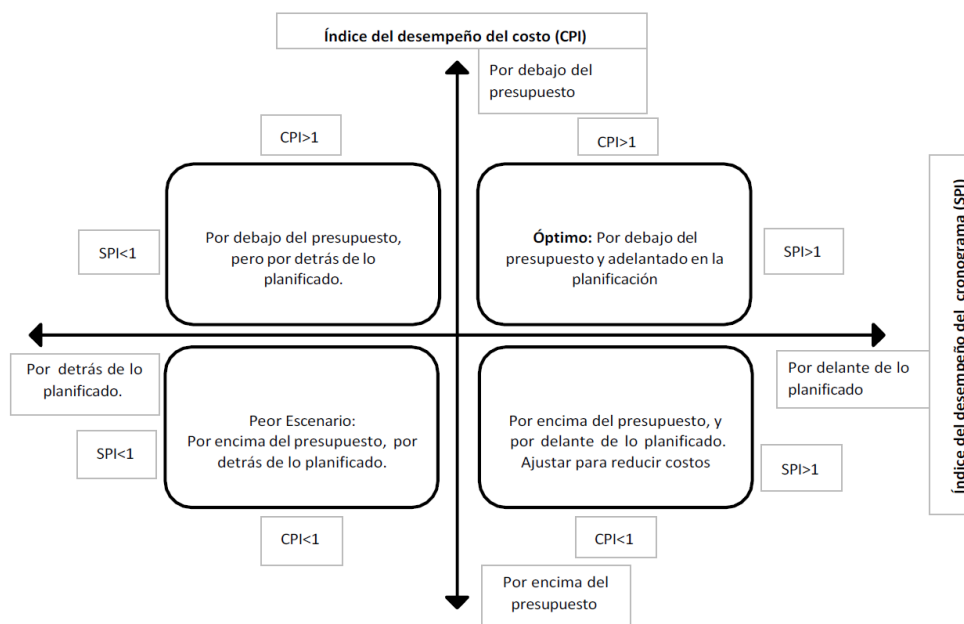 Índice del desempeño del costo (CPI)
Por debajo del
presupuesto
CPI>1
CPI>1
SPI<1
Por debajo del presupuesto,
pero por detrás de lo
planificado.
Óptimo: Por debajo del
presupuesto y adelantado en la
planificación
SPI>1
Índice del desempeño del cronograma (SPI)
Por detrás de lo
planificado.
Por delante de lo
planificado
SPI<1
Peor Escenario:
Por encima del presupuesto, por
detrás de lo planificado.
Por encima del presupuesto, y
por delante de lo planificado.
Ajustar para reducir costos
SPI>1
CPI<1
CPI<1
Por encima del
presupuesto